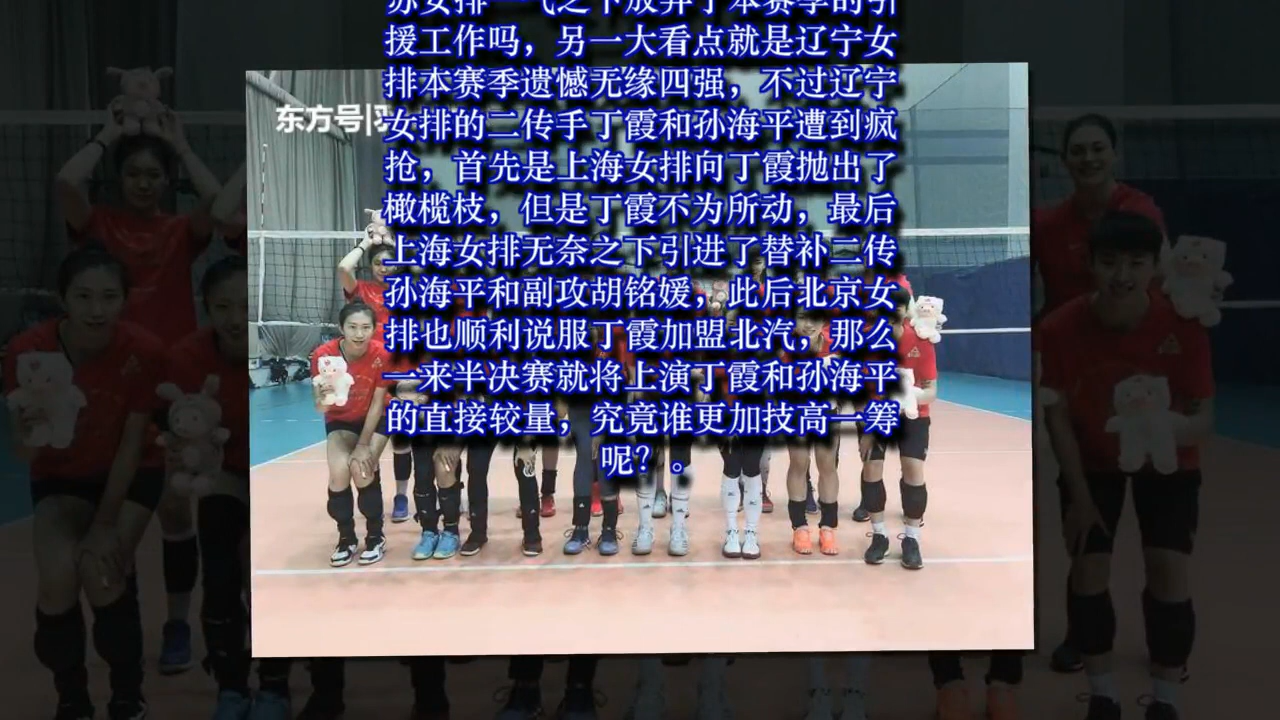 苏女排一气之下放弃了本赛季的引
援工作吗，另一大看点就是辽宁女
排本赛季遗憾无缘四强，不过辽宁
东方号
女排的二传手丁霞和孙海平遭到疯
抢，首先是上海女排向丁霞抛出了
橄榄枝，但是丁霞不为所动，最后
上海女排无奈之下引进了替补二传
孙海平和副攻胡铭媛，此后北京女
排也顺利说服丁霞加盟北汽，那么
一来半决赛就将上演丁霞和孙海平
的直接较量，究竟谁更加技高一筹
呢？。